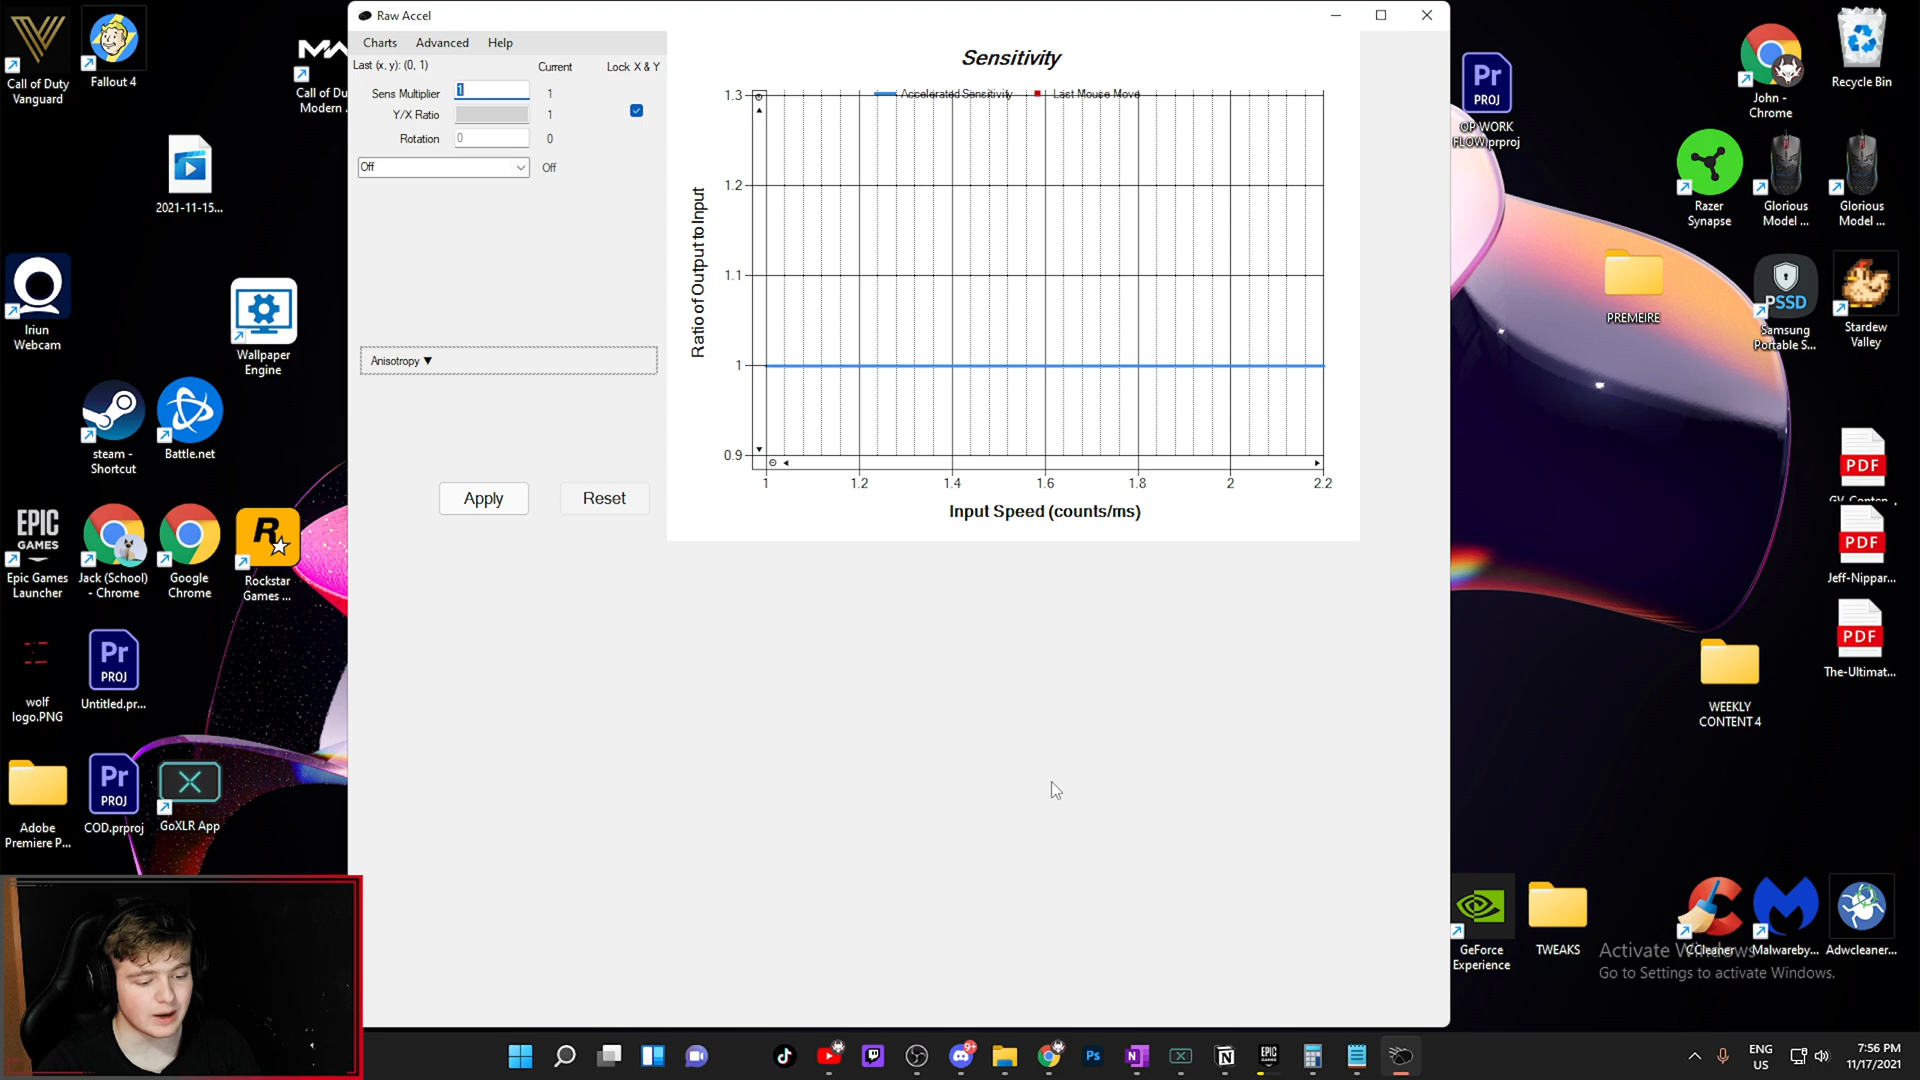 Raw Accel
Charts Advanced Help
Last (x, y): (0, 1)
Current
Lock X & Y
Sens Multiplier 1 1
Y/X Ratio 1
Rotation 0 0
Off Off
Anisotropy ▼
Apply Reset
Sensitivity
Accelerated Sensitivity
Last Mouse Move
Ratio of Output to Input
1.3
1.2
1.1
1
0.9
1 1.2 1.4 1.6 1.8 2 2.2
Input Speed (counts/ms)
Call of Duty
Vanguard
Fallout 4
Call of Du
Modern
2021-11-15...
Iriun
Webcam
Wallpaper
Engine
steam -
Shortcut
Battle.net
EPIC
GAMES
Epic Games
Launcher
Jack (School)
- Chrome
Google
Chrome
R
Rockstar
Games ...
wolf
logo.PNG
Pr
PROJ
Untitled.pr...
Adobe
Premiere P...
Pr
PROJ
COD.prproj
GoXLR App
Pr
PROJ
OP WORK
FLOW.prproj
John -
Chrome
Recycle Bin
Razer
Synapse
Glorious
Model ...
Glorious
Model ...
PREMEIRE
PSSD
Samsung
Portable S...
Stardew
Valley
PDF
PDF
Jeff-Nippar...
PDF
The-Ultimat...
WEEKLY
CONTENT 4
GeForce
Experience
TWEAKS
CCleaner
Malwareby...
Adwcleaner...
Activate Windows
Go to Settings to activate Windows.
9+
Ps
N
EPIC
GAMES
ENG
US
7:56 PM
11/17/2021